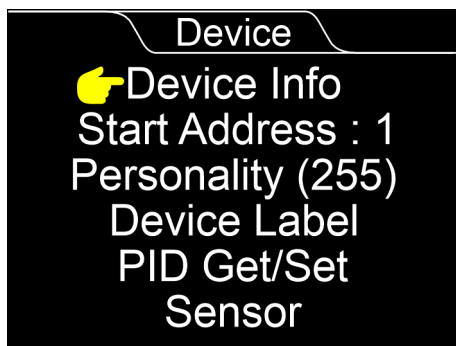 Device
Device Info
Start Address : 1
Personality (255)
Device Label
PID Get/Set
Sensor